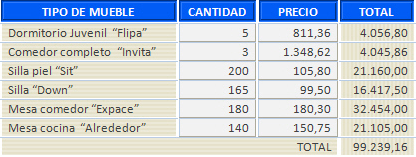 TIPO DE MUEBLE CANTIDAD PRECIO TOTAL
Dormitorio Juvenil “Flipa” 5 811,36 4.056,80
Comedor completo “Invita” 3 1.348,62 4.045,86
Silla piel “Sit” 200 105,80 21.160,00
Silla “Down” 165 99,50 16.417,50
Mesa comedor “Expace” 180 180,30 32.454,00
Mesa cocina “Alrededor” 140 150,75 21.105,00
TOTAL 99.239,16